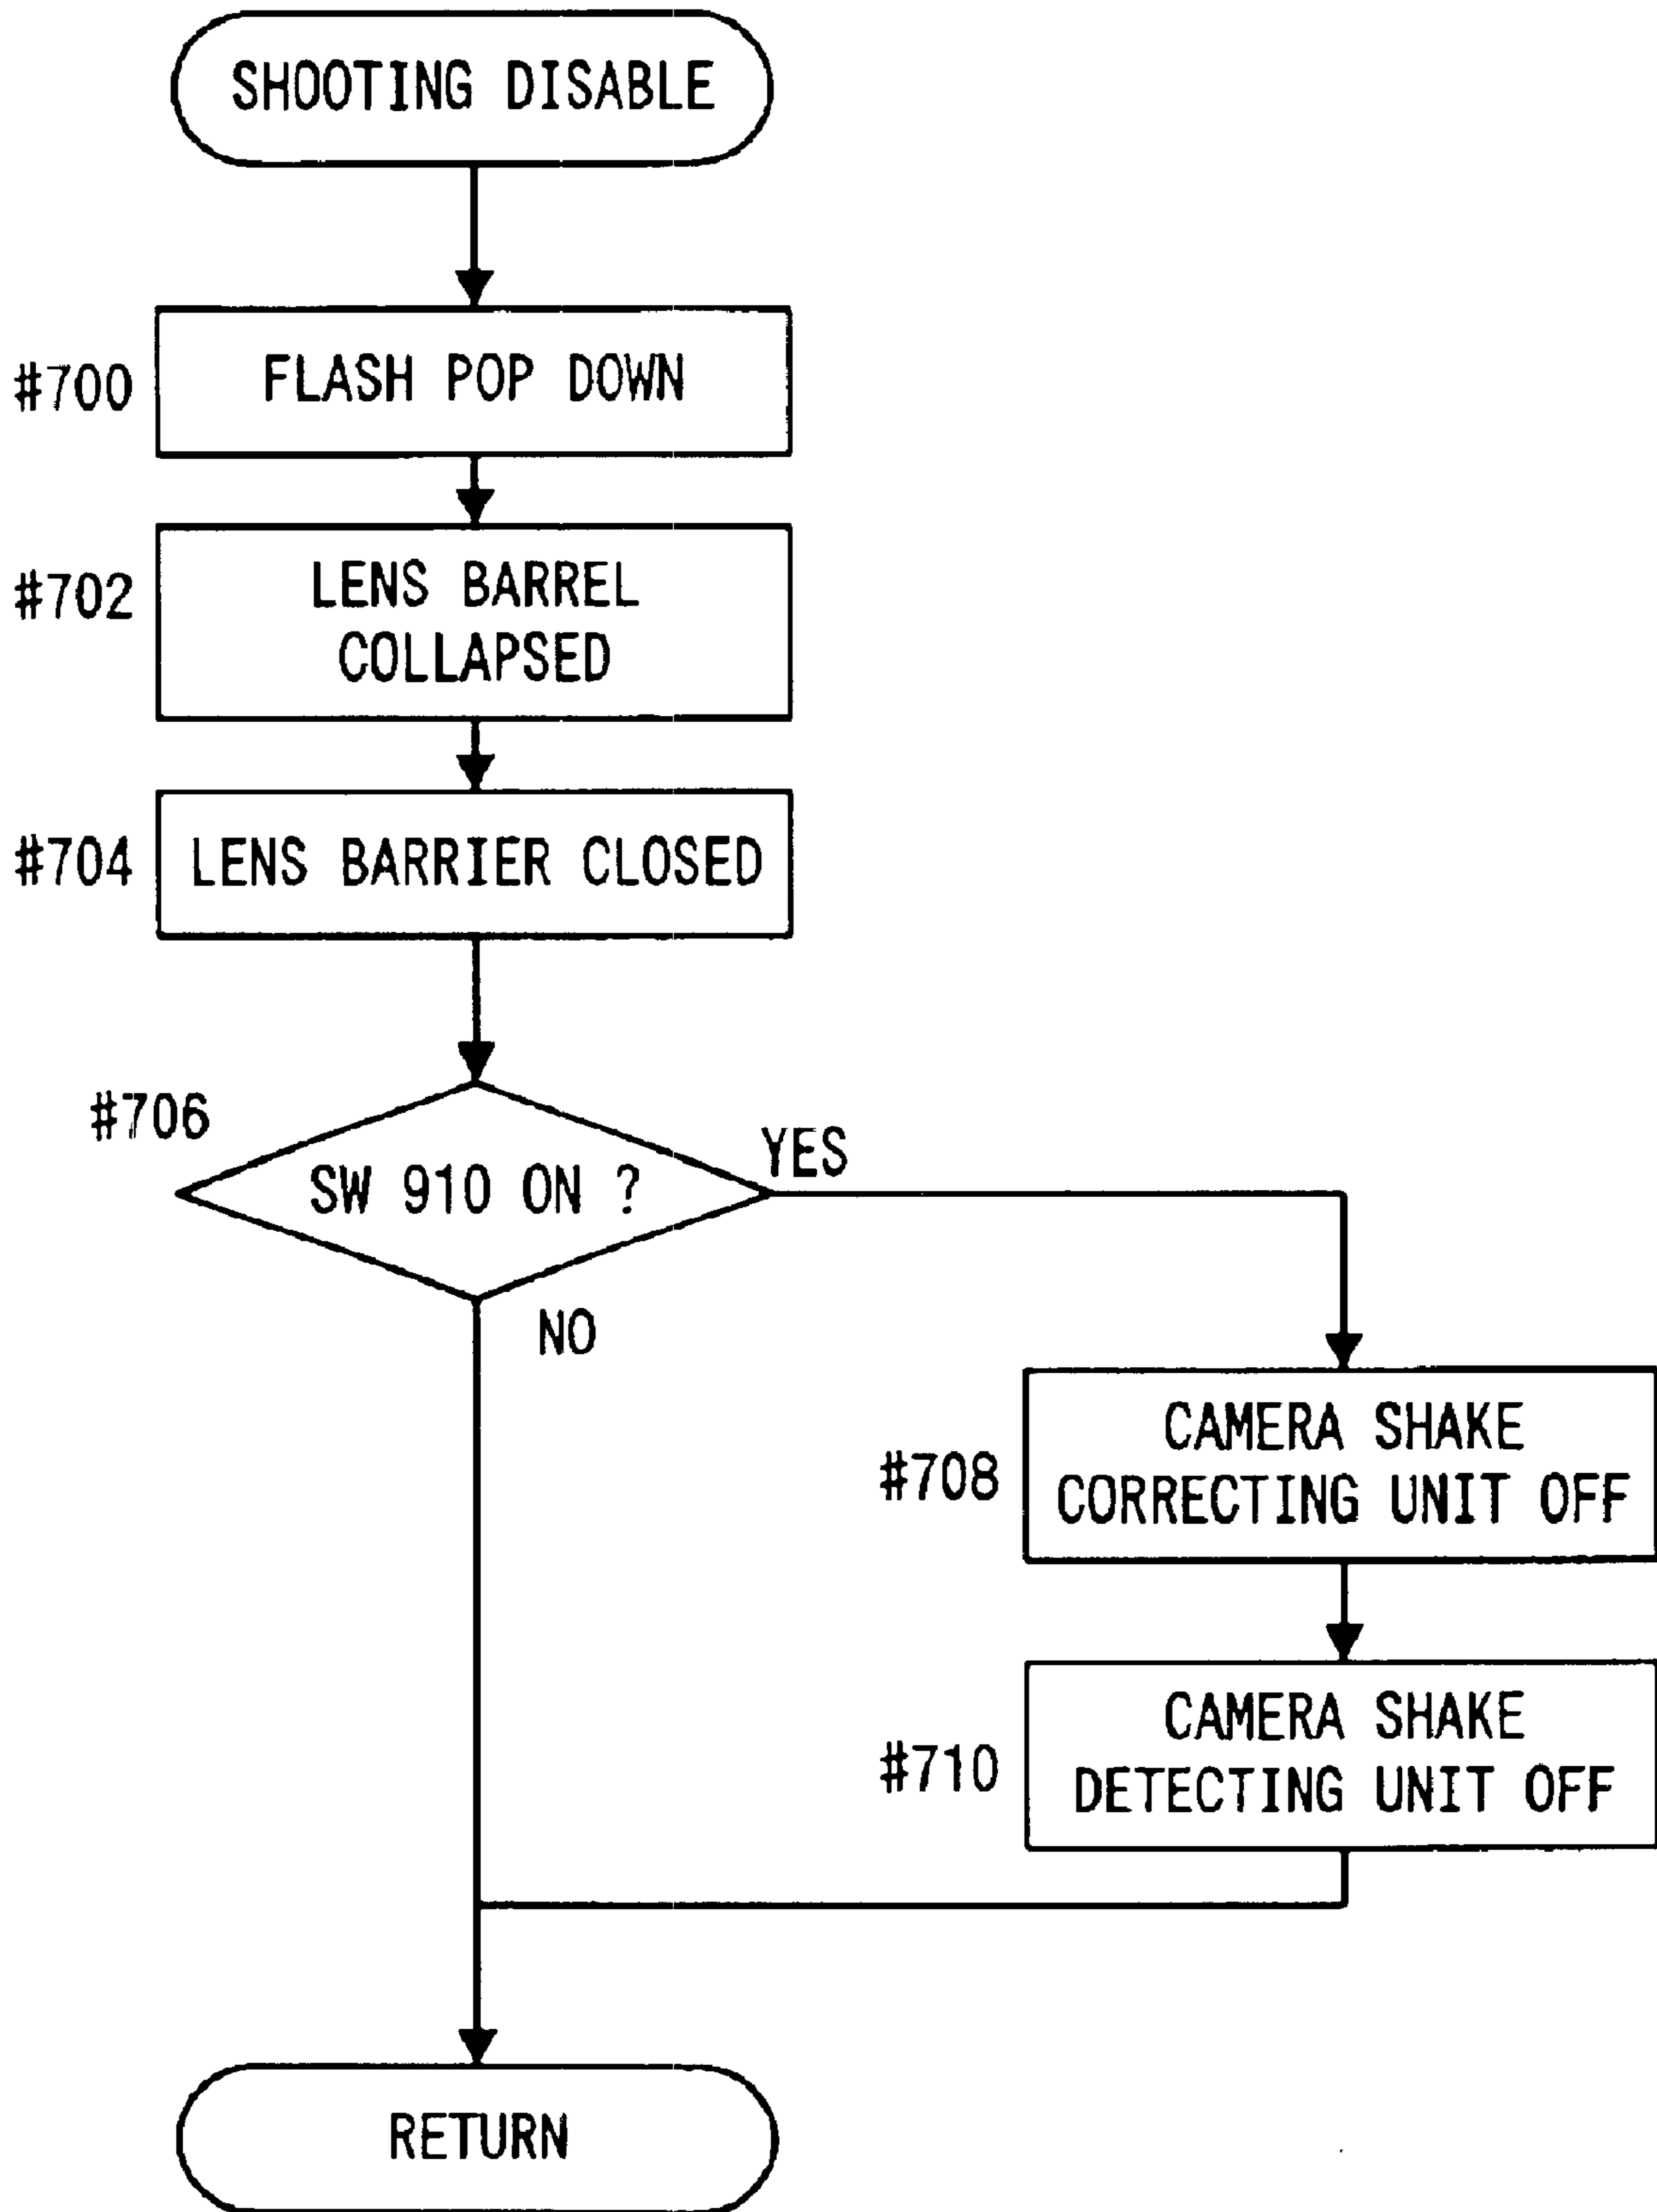 SHOOTING DISABLE
#700
FLASH POP DOWN
#702
LENS BARREL
COLLAPSED
#704
LENS BARRIER CLOSED
#706
SW 910 ON ?
YES
NO
#708
CAMERA SHAKE
CORRECTING UNIT OFF
#710
CAMERA SHAKE
DETECTING UNIT OFF
RETURN